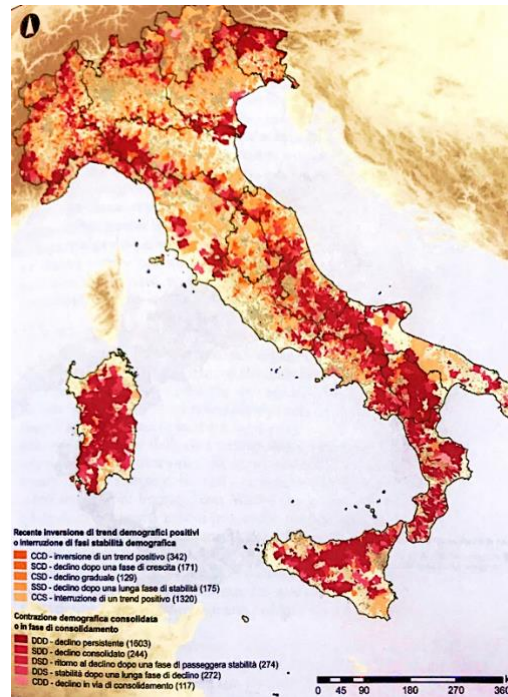 Recente inversione di trend demografici positivi
o interruzione di fasi stabilità demografica
CCD - inversione di un trend positivo (342)
SCD - declino dopo una fase di crescita (171)
CSD - declino graduale (129)
SSD - declino dopo una lunga fase di stabilità (175)
CCS - interruzione di un trend positivo (1320)
Contrazione demografica consolidata
o in fase di consolidamento
DDD - declino persistente (1603)
SDD - declino consolidato (244)
DSD - ritorno al declino dopo una fase di passeggera stabilità (274)
DDS - stabilità dopo una lunga fase di declino (272)
CDD - declino in via di consolidamento (117)
0 45 90 180 270 360